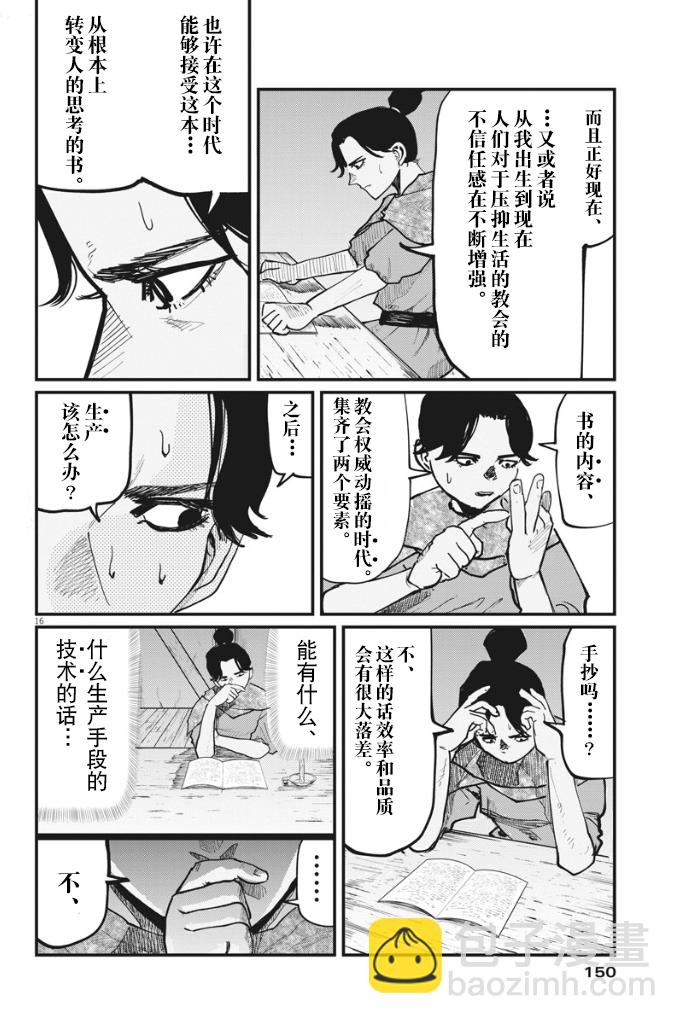 而且正好现在、
…又或者说
从我出生到现在
人们对于压抑生活的教会的
不信任感在不断增强。
也许在这个时代
能够接受这本…
从根本上
转变人的思考的书。
书的内容、
教会权威动摇的时代。
集齐了两个要素。
之后…
生产
该怎么办？
16
手抄吗……？
不、
这样的话效率和品质
会有很大落差。
能有什么、
什么生产手段的
技术的话…
……
不、
包子漫畫
baozimh.com
150